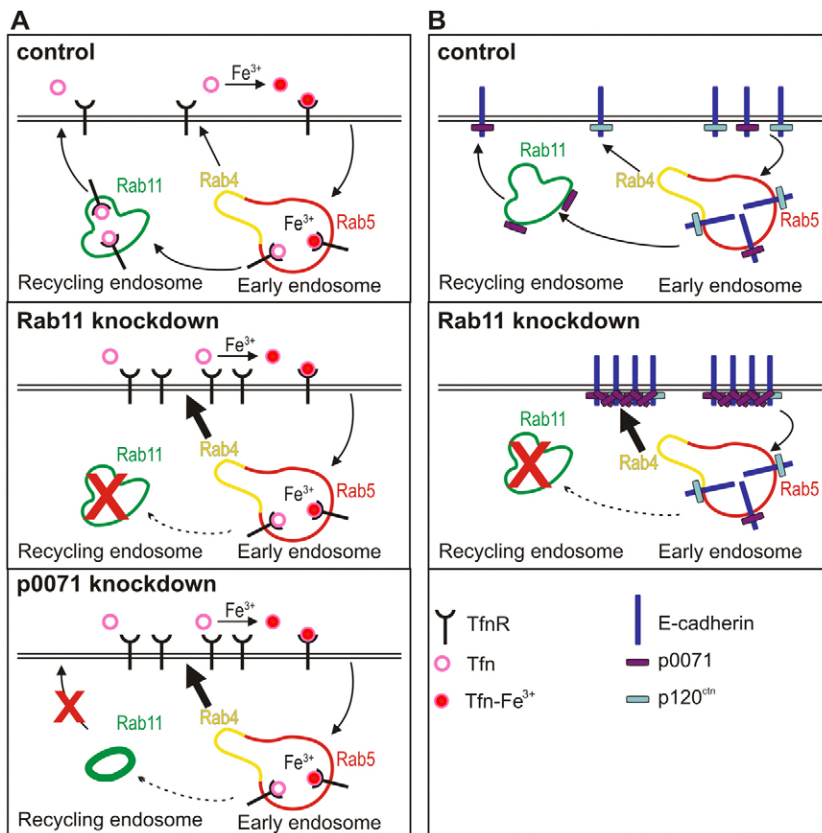 A
control
Fe³⁺
Rab11
Rab4
Fe³⁺
Rab5
Recycling endosome
Early endosome
Rab11 knockdown
Fe³⁺
Rab11
Rab4
Fe³⁺
Rab5
Recycling endosome
Early endosome
p0071 knockdown
Fe³⁺
Rab11
Rab4
Fe³⁺
Rab5
Recycling endosome
Early endosome
B
control
Rab11
Rab4
Rab5
Recycling endosome
Early endosome
Rab11 knockdown
Rab11
Rab4
Rab5
Recycling endosome
Early endosome
TfnR
Tfn
Tfn-Fe³⁺
E-cadherin
p0071
p120ᶜᵗⁿ